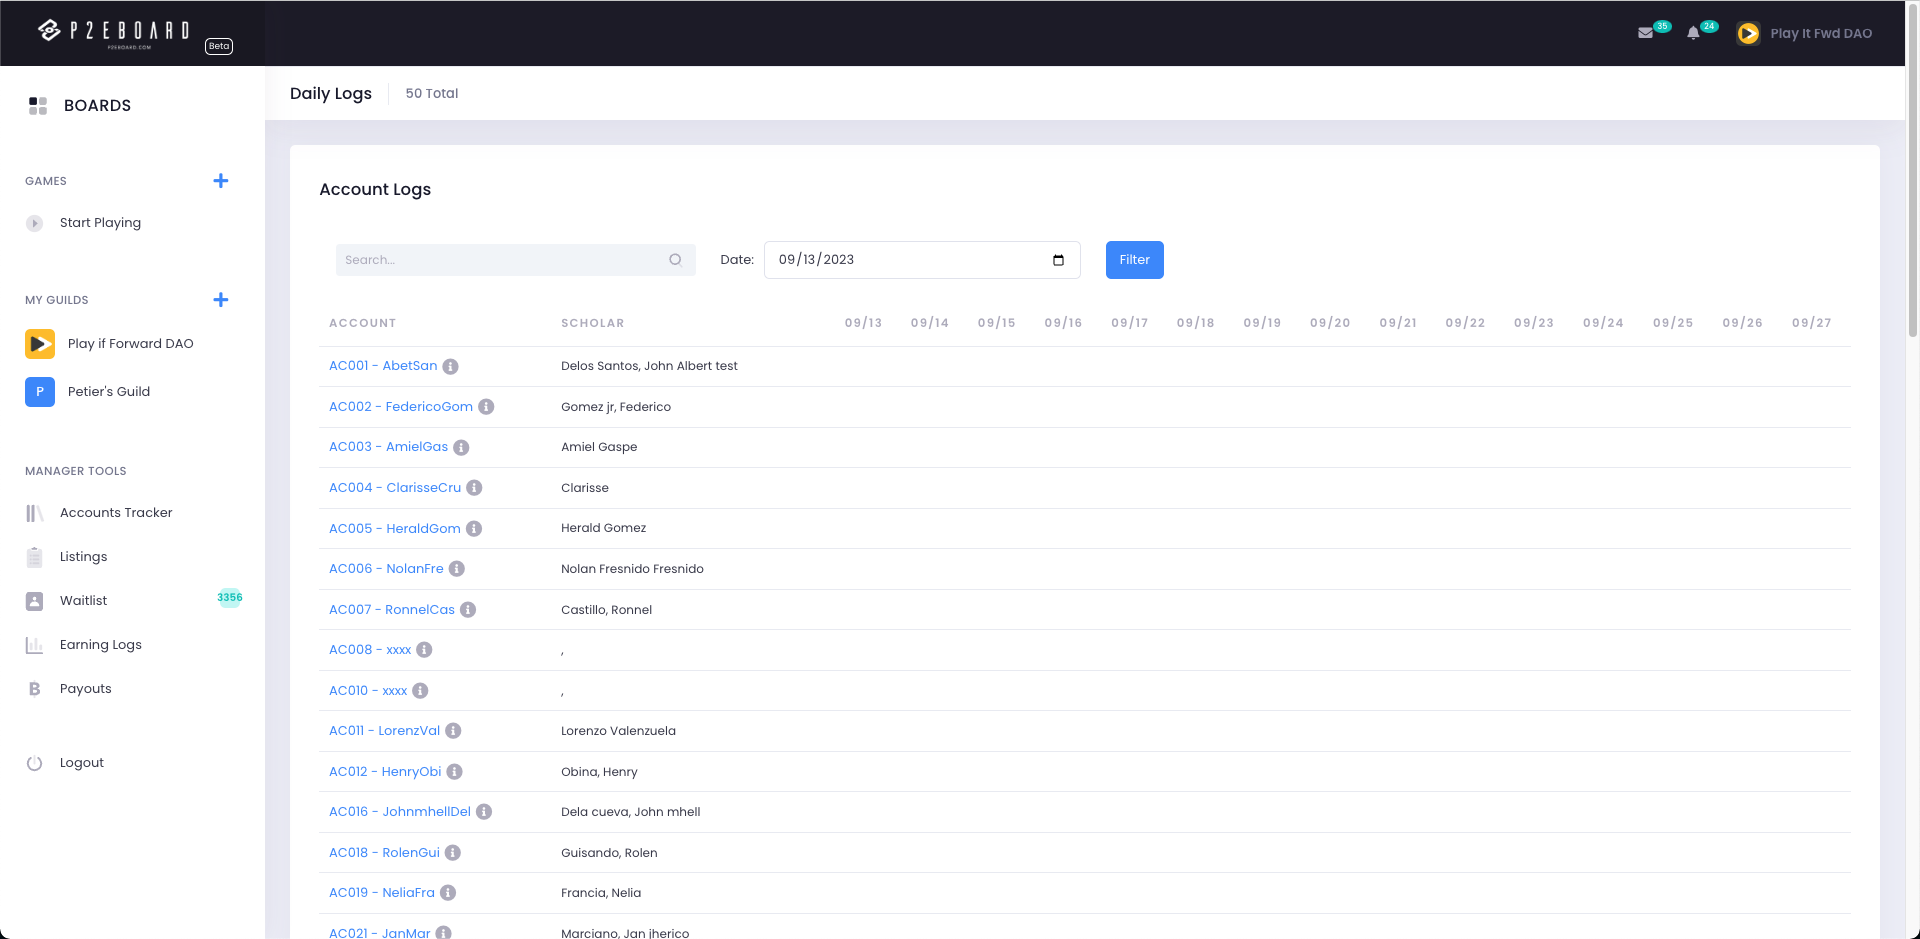 P2EBOARD
P2EBOARD.COM
Beta
35
24
Play It Fwd DAO
BOARDS
GAMES
Start Playing
MY GUILDS
Play if Forward DAO
P Petier's Guild
MANAGER TOOLS
Accounts Tracker
Listings
Waitlist 3356
Earning Logs
Payouts
Logout
Daily Logs 50 Total
Account Logs
Search... Date: 09/13/2023 Filter
ACCOUNT SCHOLAR 09/13 09/14 09/15 09/16 09/17 09/18 09/19 09/20 09/21 09/22 09/23 09/24 09/25 09/26 09/27
AC001 - AbetSan Delos Santos, John Albert test
AC002 - FedericoGom Gomez jr, Federico
AC003 - AmielGas Amiel Gaspe
AC004 - ClarisseCru Clarisse
AC005 - HeraldGom Herald Gomez
AC006 - NolanFre Nolan Fresnido Fresnido
AC007 - RonnelCas Castillo, Ronnel
AC008 - xxxx ,
AC010 - xxxx ,
AC011 - LorenzVal Lorenzo Valenzuela
AC012 - HenryObi Obina, Henry
AC016 - JohnmhellDel Dela cueva, John mhell
AC018 - RolenGui Guisando, Rolen
AC019 - NeliaFra Francia, Nelia
AC021 - JanMar Marciano, Jan jherico